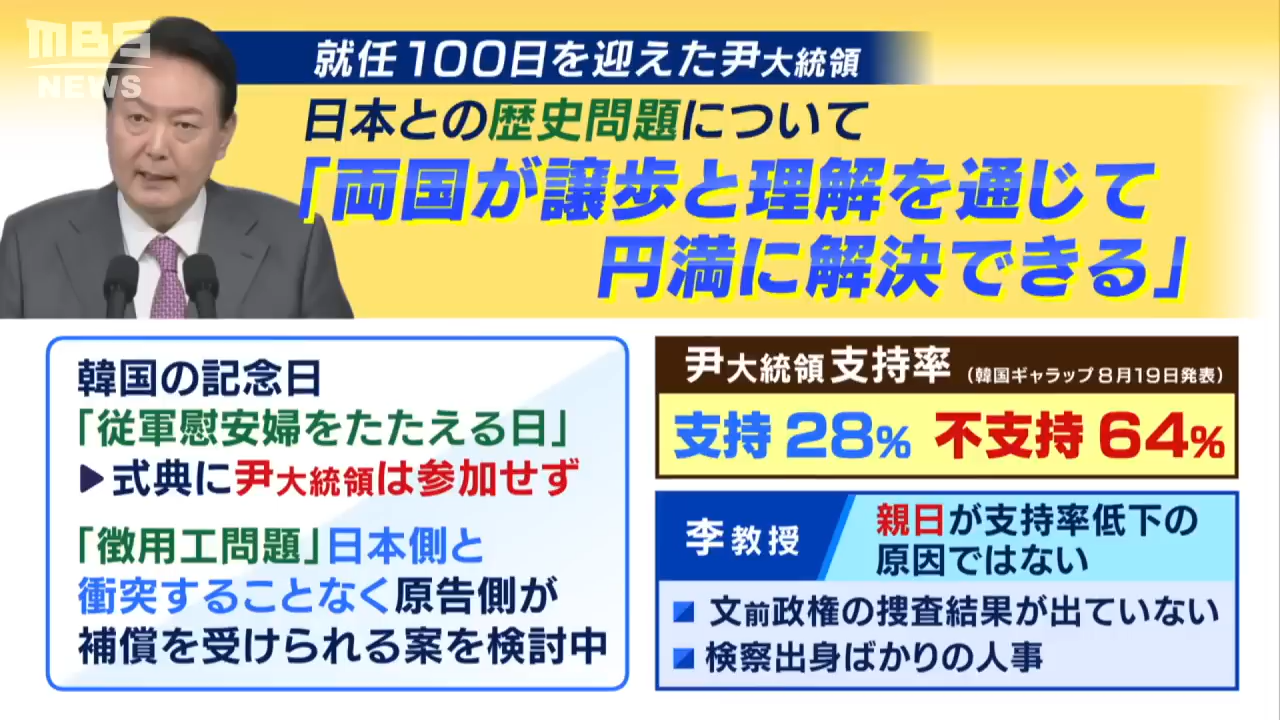 MBS
NEWS
就任100日を迎えた尹大統領
日本との歴史問題について
「両国が譲歩と理解を通じて
円満に解決できる」
韓国の記念日
「従軍慰安婦をたたえる日」
▶式典に尹大統領は参加せず
「徴用工問題」日本側と
衝突することなく原告側が
補償を受けられる案を検討中
尹大統領支持率（韓国ギャラップ8月19日発表）
支持28% 不支持64%
李教授
親日が支持率低下の
原因ではない
■ 文前政権の捜査結果が出ていない
■ 検察出身ばかりの人事